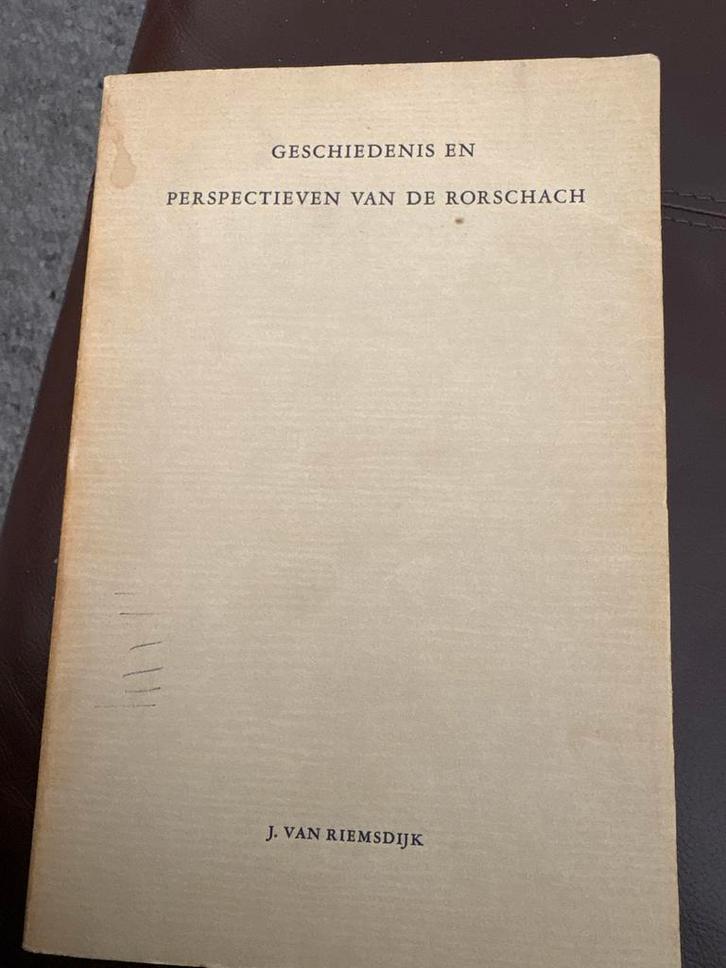 GESCHIEDENIS EN
PERSPECTIEVEN VAN DE RORSCHACH
J. VAN RIEMSDIJK